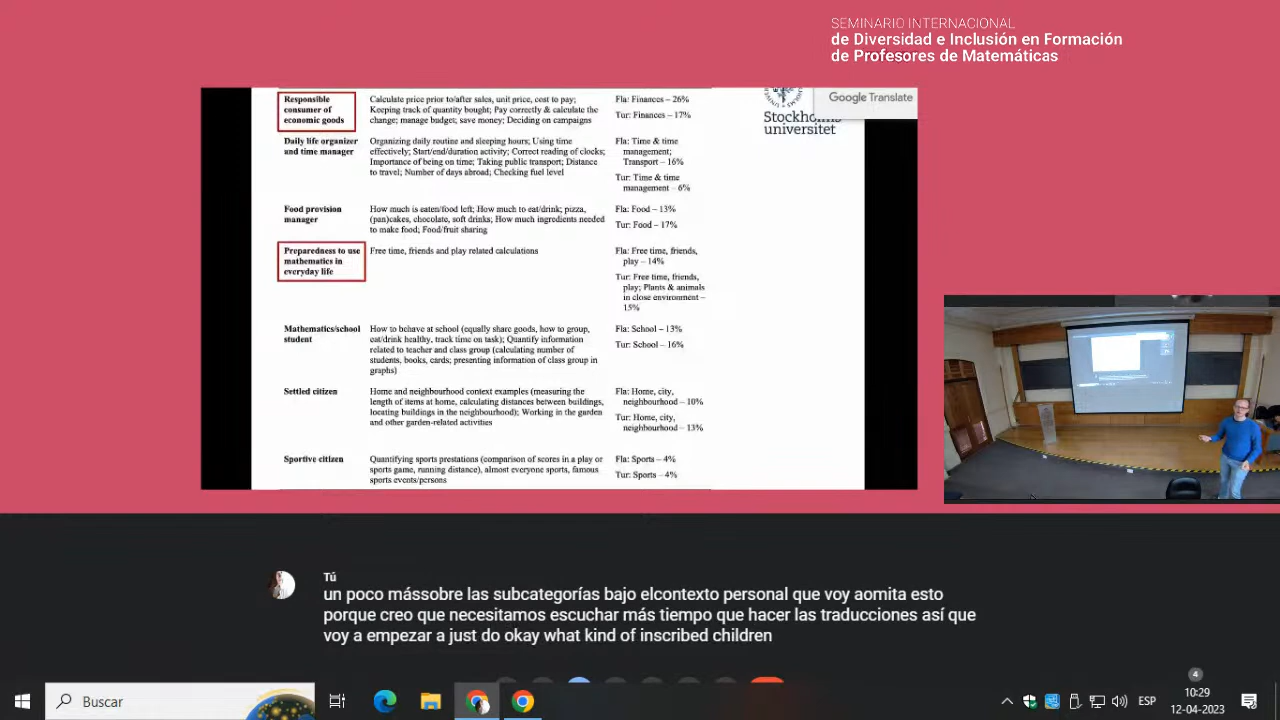 SEMINARIO INTERNACIONAL
de Diversidad e Inclusión en Formación
de Profesores de Matemáticas
Google Translate
Stockholms
universitet
Responsible
consumer of
economic goods
Calculate price prior to/after sales, unit price, cost to pay;
Keeping track of quantity bought; Pay correctly & calculate the
change; manage budget; save money; Deciding on campaigns
Fla: Finances – 26%
Tur: Finances – 17%
Daily life organizer
and time manager
Organizing daily routine and sleeping hours; Using time
effectively; Start/end/duration activity; Correct reading of clocks;
Importance of being on time; Taking public transport; Distance
to travel; Number of days abroad; Checking fuel level
Fla: Time & time
management;
Transport – 16%
Tur: Time & time
management – 6%
Food provision
manager
How much is eaten/food left; How much to eat/drink; pizza,
(pan)cakes, chocolate, soft drinks; How much ingredients needed
to make food; Food/fruit sharing
Fla: Food – 13%
Tur: Food – 17%
Preparedness to use
mathematics in
everyday life
Free time, friends and play related calculations
Fla: Free time, friends,
play – 14%
Tur: Free time, friends,
play; Plants & animals
in close environment –
15%
Mathematics/school
student
How to behave at school (equally share goods, how to group,
eat/drink healthy, track time on task); Quantify information
related to teacher and class group (calculating number of
students, books, cards; presenting information of class group in
graphs)
Fla: School – 13%
Tur: School – 16%
Settled citizen
Home and neighbourhood context examples (measuring the
length of items at home, calculating distances between buildings,
locating buildings in the neighbourhood); Working in the garden
and other garden-related activities
Fla: Home, city,
neighbourhood – 10%
Tur: Home, city,
neighbourhood – 13%
Sportive citizen
Quantifying sports prestations (comparison of scores in a play or
sports game, running distance), almost everyone sports, famous
sports events/persons
Fla: Sports – 4%
Tur: Sports – 4%
Tú
un poco mássobre las subcategorías bajo elcontexto personal que voy aomita esto
porque creo que necesitamos escuchar más tiempo que hacer las traducciones así que
voy a empezar a just do okay what kind of inscribed children
4
Buscar
ESP
10:29
12-04-2023